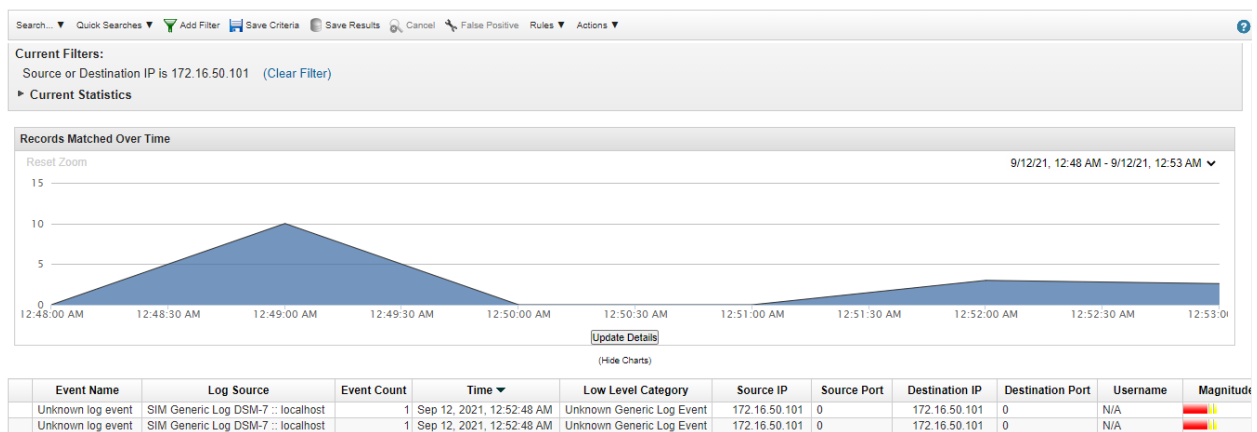 Search... ▼ Quick Searches ▼ Add Filter Save Criteria Save Results Cancel False Positive Rules ▼ Actions ▼
Current Filters:
Source or Destination IP is 172.16.50.101 (Clear Filter)
Current Statistics
Records Matched Over Time
Reset Zoom 9/12/21, 12:48 AM - 9/12/21, 12:53 AM
15
10
5
0
12:48:00 AM 12:48:30 AM 12:49:00 AM 12:49:30 AM 12:50:00 AM 12:50:30 AM 12:51:00 AM 12:51:30 AM 12:52:00 AM 12:52:30 AM 12:53:0
Update Details
(Hide Charts)
Event Name Log Source Event Count Time ▼ Low Level Category Source IP Source Port Destination IP Destination Port Username Magnitude
Unknown log event SIM Generic Log DSM-7 :: localhost 1 Sep 12, 2021, 12:52:48 AM Unknown Generic Log Event 172.16.50.101 0 172.16.50.101 0 N/A
Unknown log event SIM Generic Log DSM-7 :: localhost 1 Sep 12, 2021, 12:52:48 AM Unknown Generic Log Event 172.16.50.101 0 172.16.50.101 0 N/A